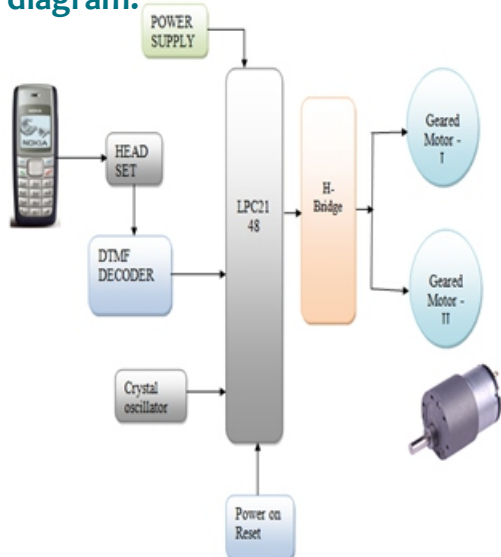 diagram.
POWER
SUPPLY
NOKIA
HEAD
SET
DTMF
DECODER
LPC21
48
H-
Bridge
Geared
Motor -
I
Geared
Motor -
II
Crystal
oscillator
Power on
Reset